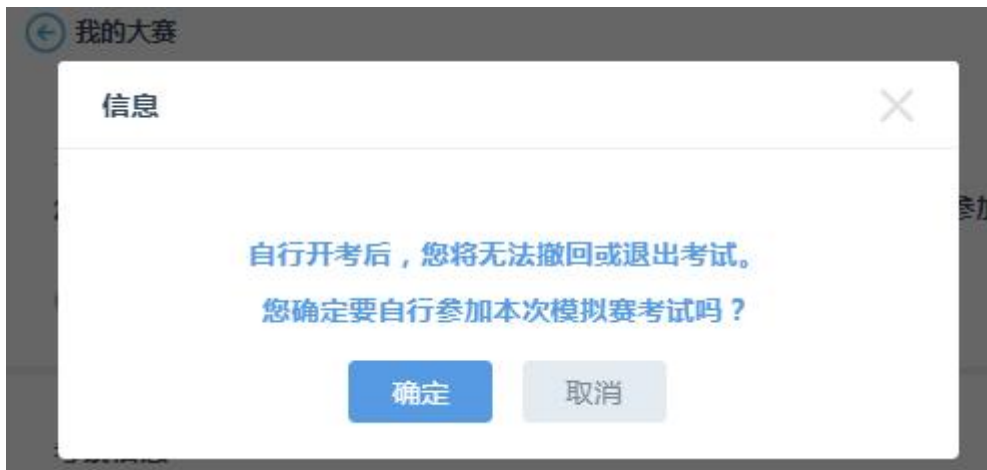 我的大赛
信息
参加
自行开考后，您将无法撤回或退出考试。
您确定要自行参加本次模拟赛考试吗？
确定
取消